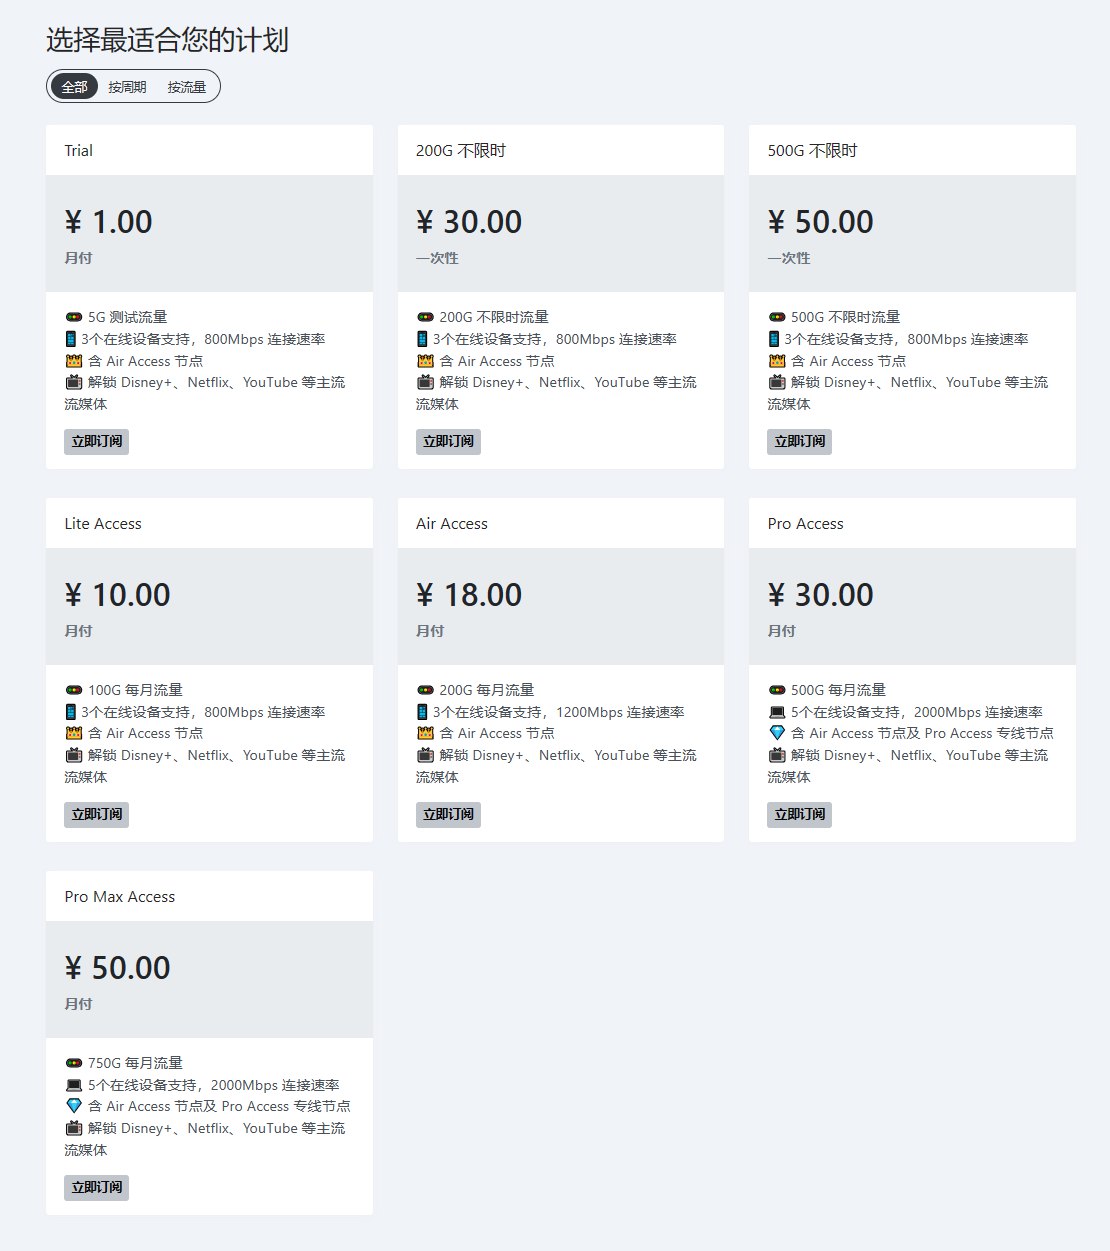 选择最适合您的计划
全部 按周期 按流量
Trial
¥ 1.00
月付
5G 测试流量
3个在线设备支持，800Mbps 连接速率
含 Air Access 节点
解锁 Disney+、Netflix、YouTube 等主流
流媒体
立即订阅
200G 不限时
¥ 30.00
一次性
200G 不限时流量
3个在线设备支持，800Mbps 连接速率
含 Air Access 节点
解锁 Disney+、Netflix、YouTube 等主流
流媒体
立即订阅
500G 不限时
¥ 50.00
一次性
500G 不限时流量
3个在线设备支持，800Mbps 连接速率
含 Air Access 节点
解锁 Disney+、Netflix、YouTube 等主流
流媒体
立即订阅
Lite Access
¥ 10.00
月付
100G 每月流量
3个在线设备支持，800Mbps 连接速率
含 Air Access 节点
解锁 Disney+、Netflix、YouTube 等主流
流媒体
立即订阅
Air Access
¥ 18.00
月付
200G 每月流量
3个在线设备支持，1200Mbps 连接速率
含 Air Access 节点
解锁 Disney+、Netflix、YouTube 等主流
流媒体
立即订阅
Pro Access
¥ 30.00
月付
500G 每月流量
5个在线设备支持，2000Mbps 连接速率
含 Air Access 节点及 Pro Access 专线节点
解锁 Disney+、Netflix、YouTube 等主流
流媒体
立即订阅
Pro Max Access
¥ 50.00
月付
750G 每月流量
5个在线设备支持，2000Mbps 连接速率
含 Air Access 节点及 Pro Access 专线节点
解锁 Disney+、Netflix、YouTube 等主流
流媒体
立即订阅